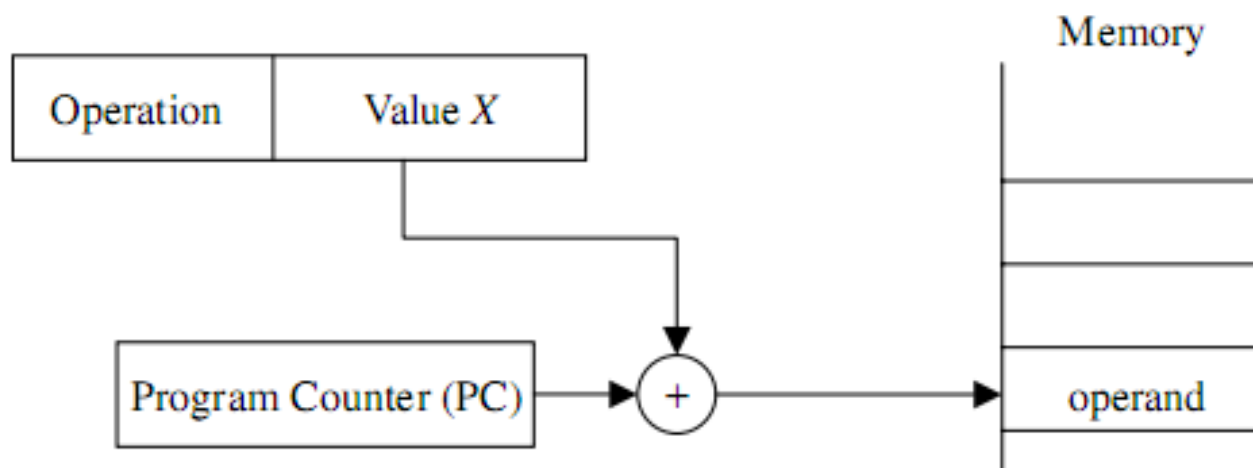 Memory
Operation
Value X
Program Counter (PC)
+
operand